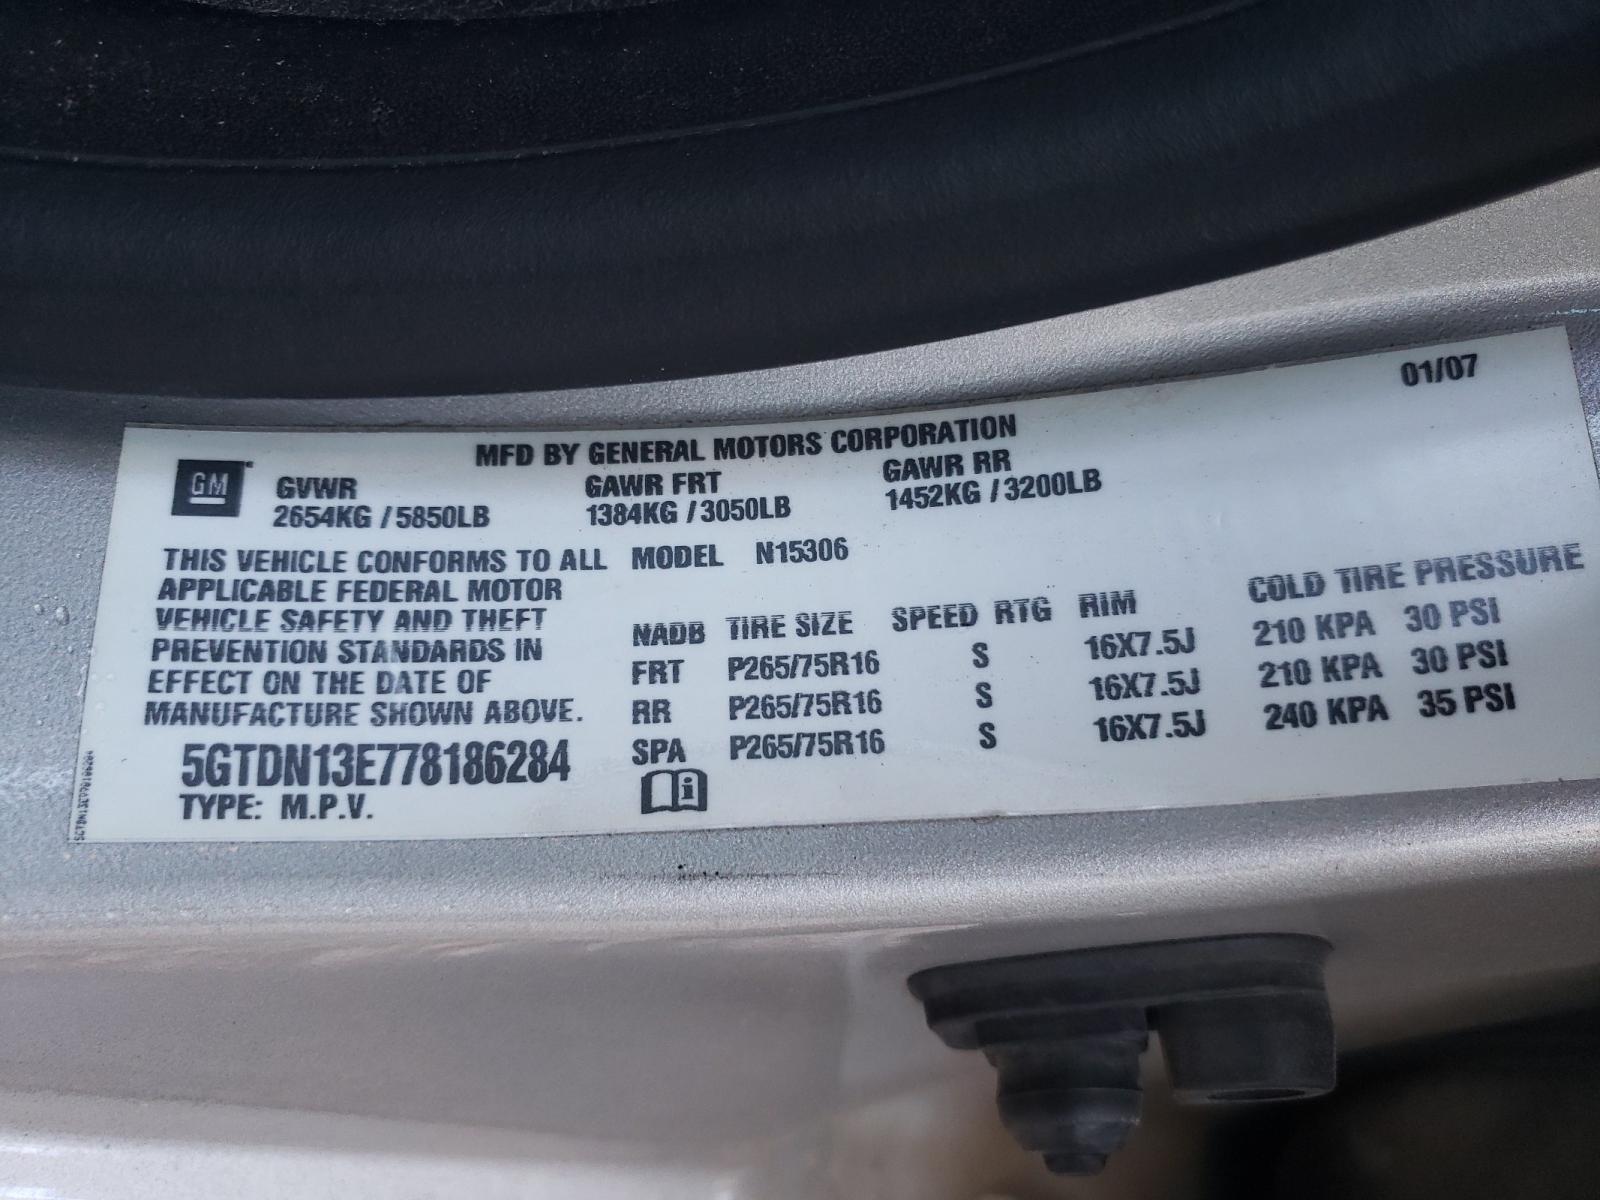 01/07
MFD BY GENERAL MOTORS CORPORATION
GM
GVWR GAWR FRT GAWR RR
2654KG / 5850LB 1384KG / 3050LB 1452KG / 3200LB
THIS VEHICLE CONFORMS TO ALL
APPLICABLE FEDERAL MOTOR
VEHICLE SAFETY AND THEFT
PREVENTION STANDARDS IN
EFFECT ON THE DATE OF
MANUFACTURE SHOWN ABOVE.
5GTDN13E778186284
TYPE: M.P.V.
MODEL N15306
NADB TIRE SIZE SPEED RTG RIM COLD TIRE PRESSURE
FRT P265/75R16 S 16X7.5J 210 KPA 30 PSI
RR P265/75R16 S 16X7.5J 210 KPA 30 PSI
SPA P265/75R16 S 16X7.5J 240 KPA 35 PSI